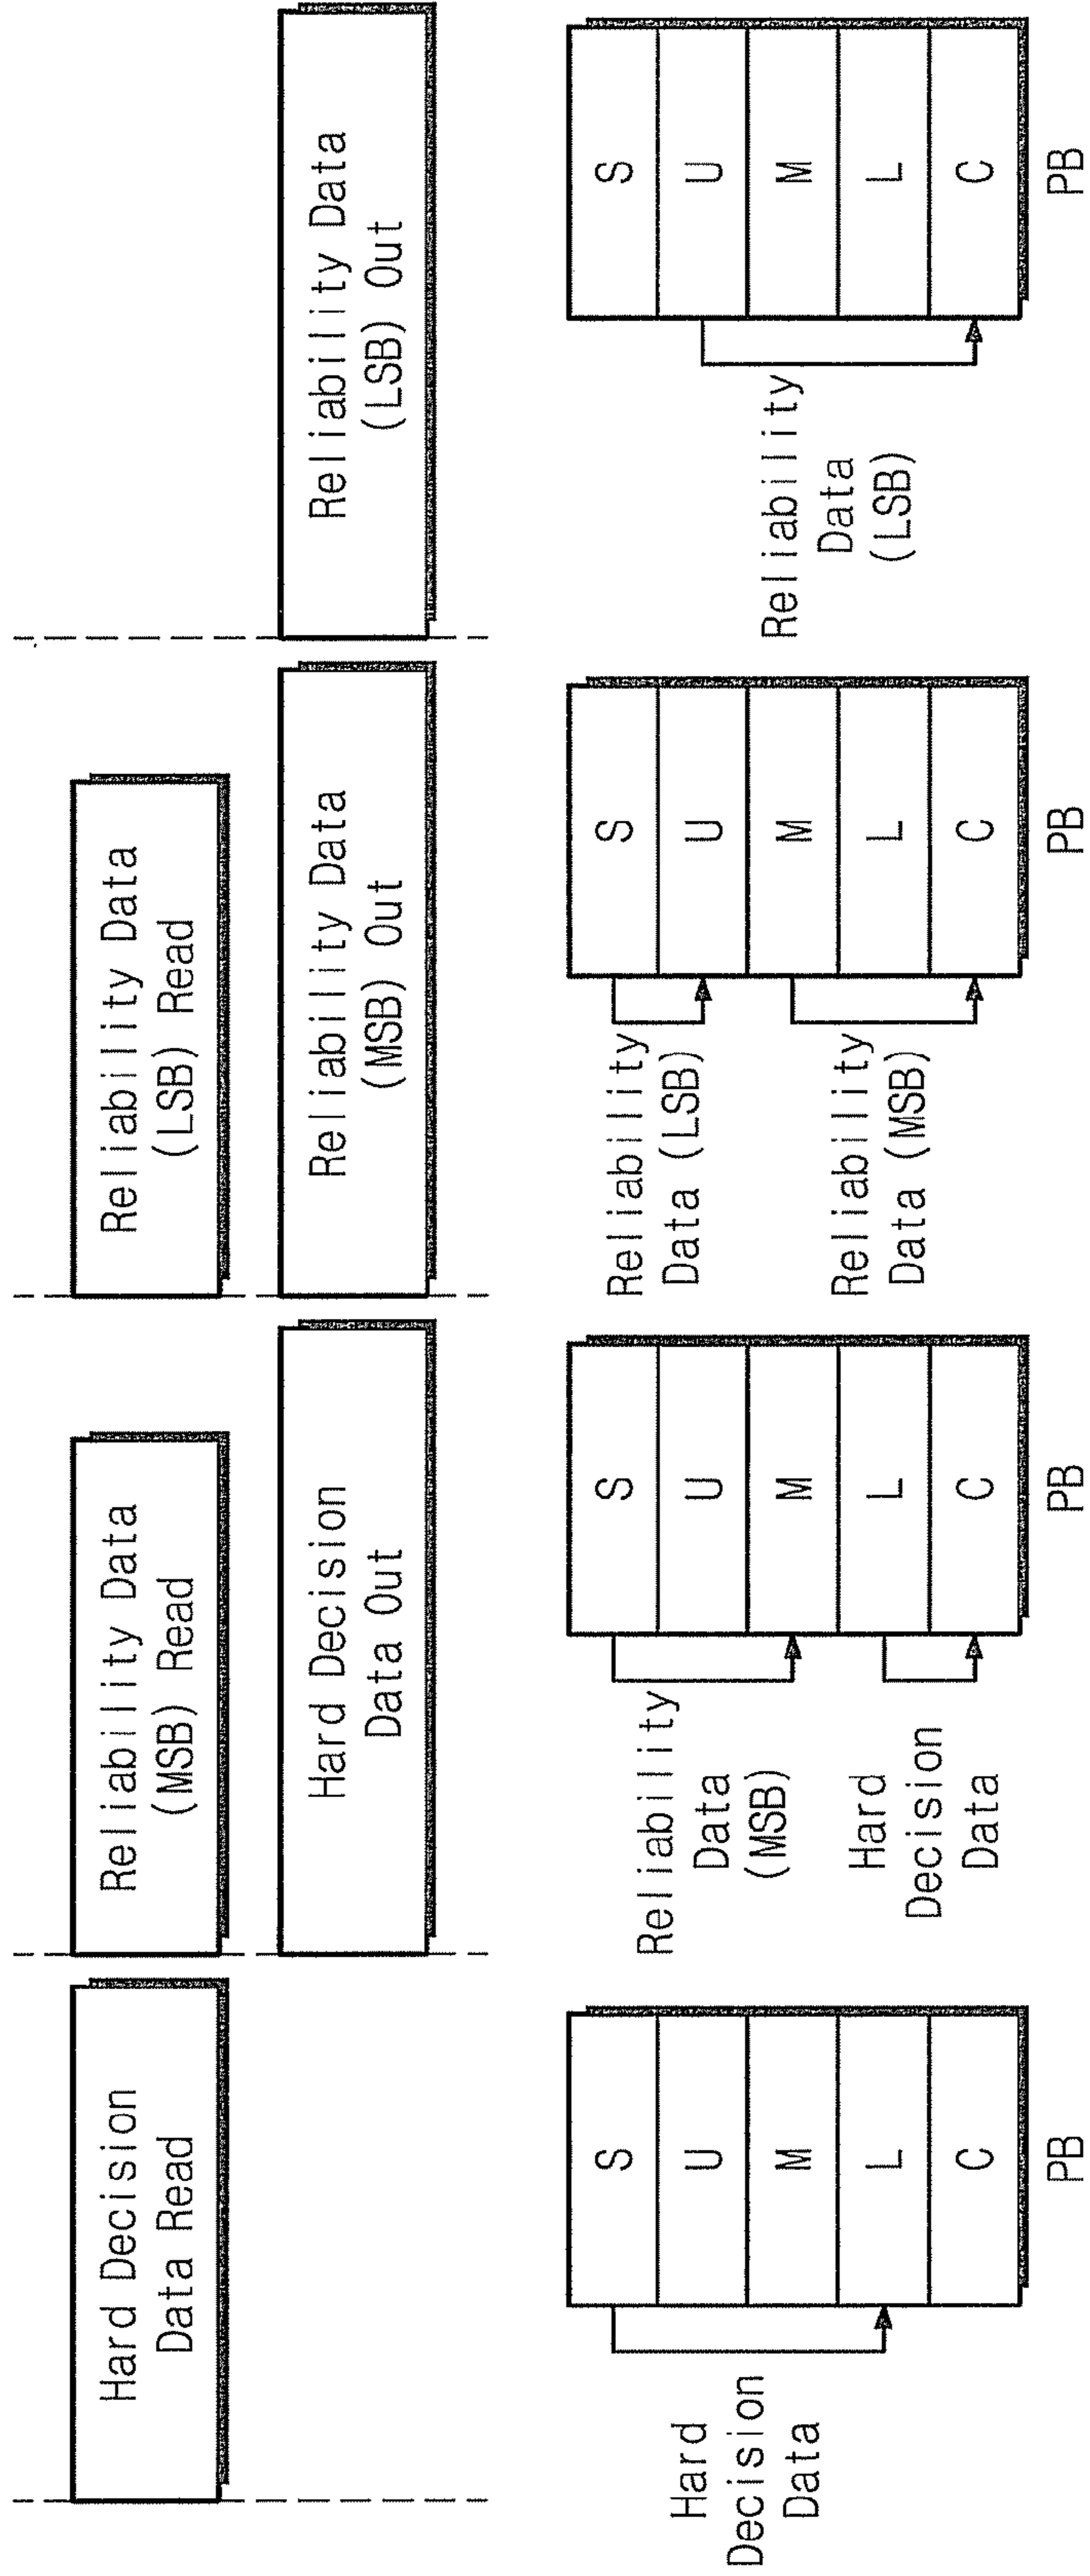 Hard Decision
Data Read
Reliability Data
(MSB) Read
Reliability Data
(LSB) Read
Hard Decision
Data Out
Reliability Data
(MSB) Out
Reliability Data
(LSB) Out
Hard
Decision
Data
S
U
M
L
C
PB
Reliability
Data
(MSB)
Hard
Decision
Data
S
U
M
L
C
PB
Reliability
Data (LSB)
Reliability
Data (MSB)
S
U
M
L
C
PB
Reliability
Data
(LSB)
S
U
M
L
C
PB